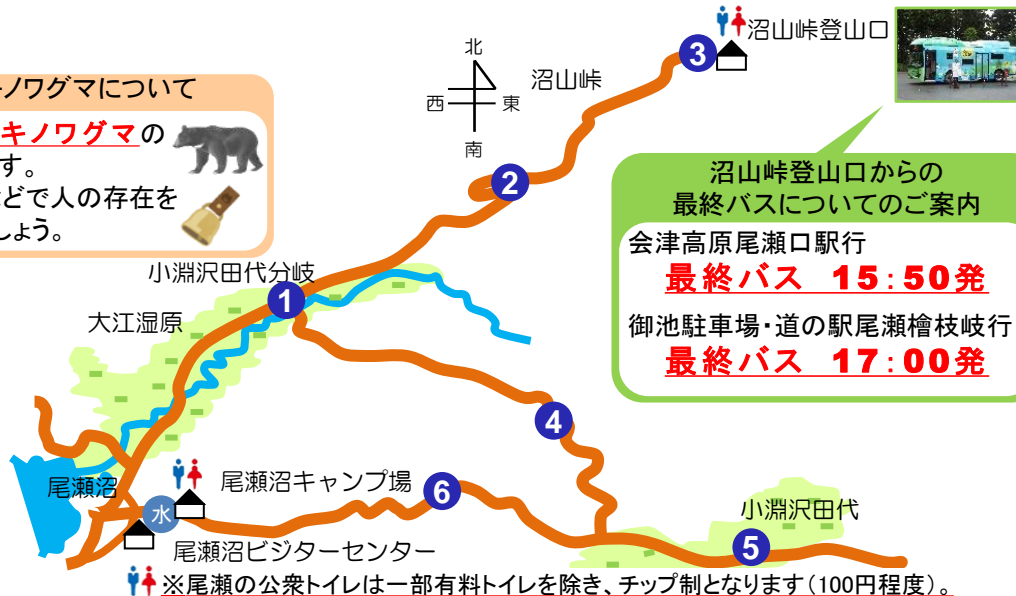 沼山峠登山口
3
北
西
東
南
沼山峠
ノワグマについて
キノワグマの
す。
どで人の存在を
しょう。
2
沼山峠登山口からの
最終バスについてのご案内
会津高原尾瀬口駅行
最終バス 15:50発
御池駐車場・道の駅尾瀬檜枝岐行
最終バス 17:00発
小淵沢田代分岐
1
大江湿原
4
尾瀬沼
尾瀬沼キャンプ場
6
水
小淵沢田代
5
尾瀬沼ビジターセンター
※尾瀬の公衆トイレは一部有料トイレを除き、チップ制となります(100円程度)。